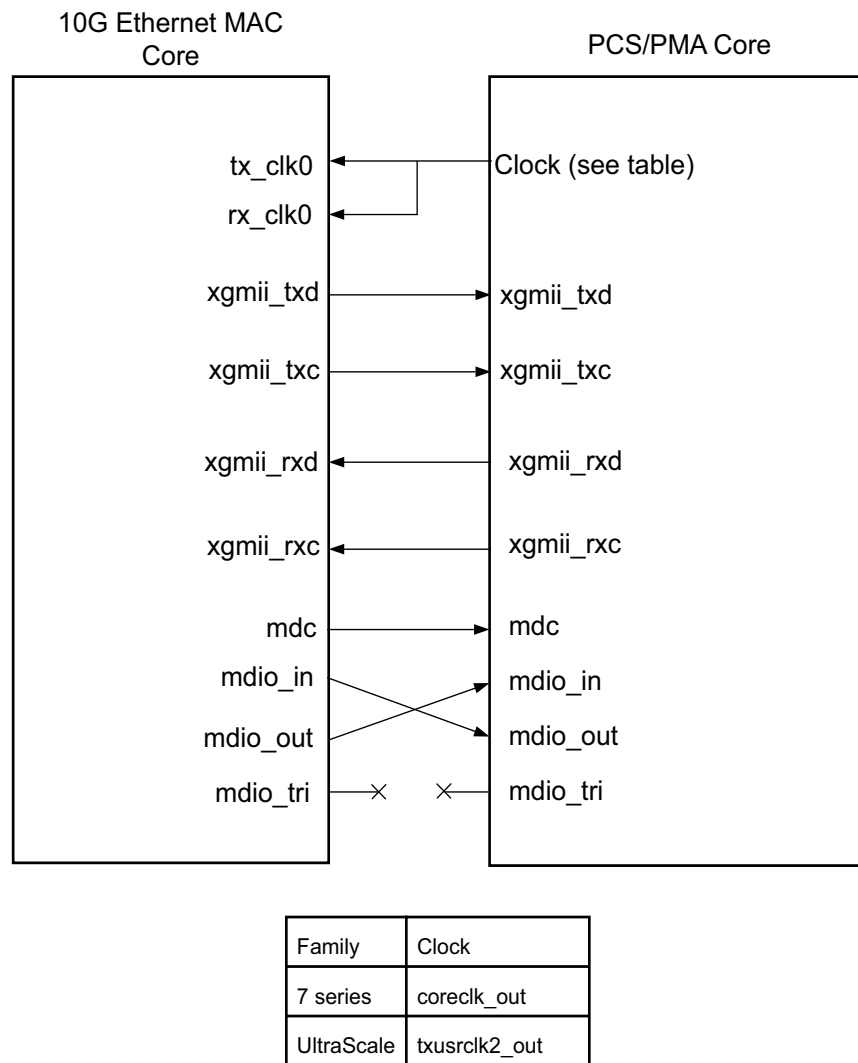 10G Ethernet MAC
Core
PCS/PMA Core
tx_clk0
Clock (see table)
rx_clk0
xgmii_txd
xgmii_txd
xgmii_txc
xgmii_txc
xgmii_rxd
xgmii_rxd
xgmii_rxc
xgmii_rxc
mdc
mdc
mdio_in
mdio_in
mdio_out
mdio_out
mdio_tri
mdio_tri
Family Clock
7 series coreclk_out
UltraScale txusrclk2_out